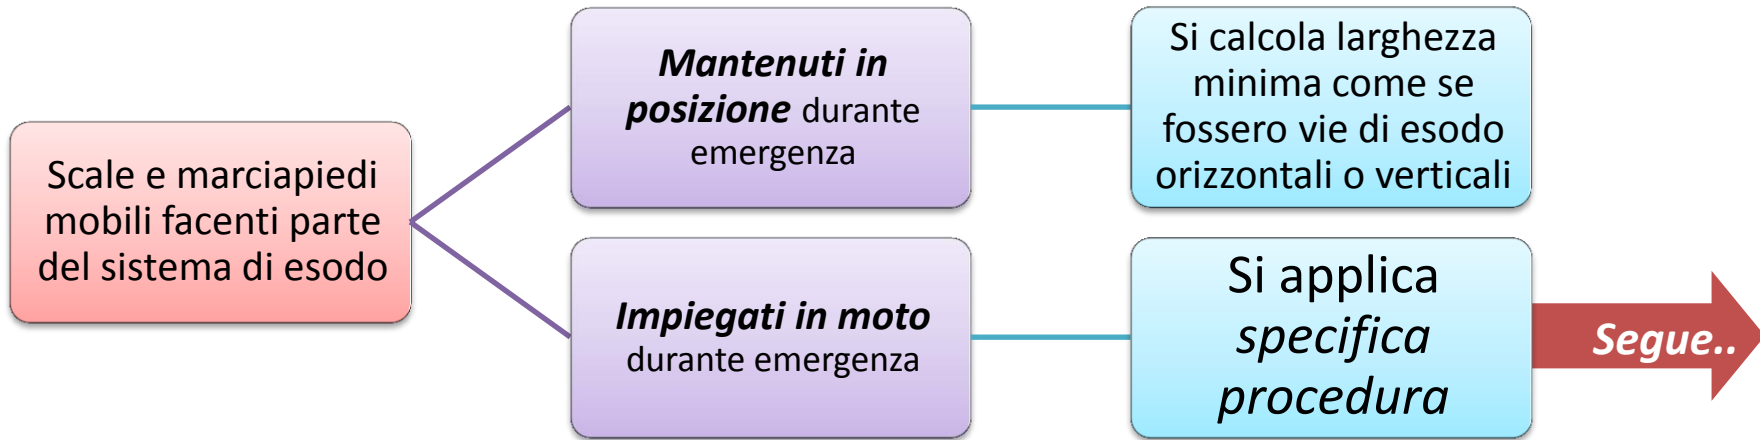 Scale e marciapiedi
mobili facenti parte
del sistema di esodo
Mantenuti in
posizione durante
emergenza
Si calcola larghezza
minima come se
fossero vie di esodo
orizzontali o verticali
Impiegati in moto
durante emergenza
Si applica
specifica
procedura
Segue..